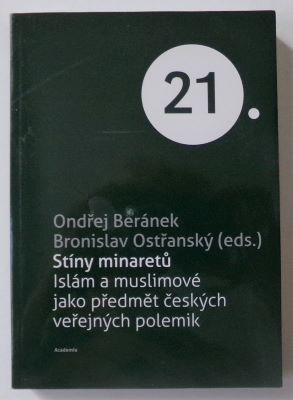 21.
Ondřej Beránek
Bronislav Ostřanský (eds.)
Stíny minaretů
Islám a muslimové
jako předmět českých
veřejných polemik
Academia